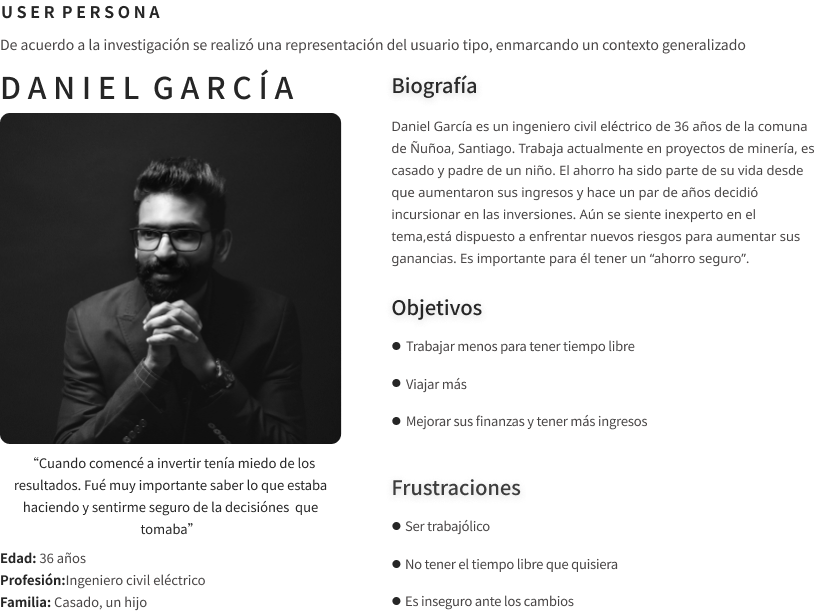 USER PERSONA
De acuerdo a la investigación se realizó una representación del usuario tipo, enmarcando un contexto generalizado
DANIEL GARCÍA
“Cuando comencé a invertir tenía miedo de los
resultados. Fué muy importante saber lo que estaba
haciendo y sentirme seguro de la decisiónes que
tomaba”
Edad: 36 años
Profesión:Ingeniero civil eléctrico
Familia: Casado, un hijo
Biografía
Daniel García es un ingeniero civil eléctrico de 36 años de la comuna
de Ñuñoa, Santiago. Trabaja actualmente en proyectos de minería, es
casado y padre de un niño. El ahorro ha sido parte de su vida desde
que aumentaron sus ingresos y hace un par de años decidió
incursionar en las inversiones. Aún se siente inexperto en el
tema,está dispuesto a enfrentar nuevos riesgos para aumentar sus
ganancias. Es importante para él tener un “ahorro seguro”.
Objetivos
● Trabajar menos para tener tiempo libre
● Viajar más
● Mejorar sus finanzas y tener más ingresos
Frustraciones
● Ser trabajólico
● No tener el tiempo libre que quisiera
● Es inseguro ante los cambios